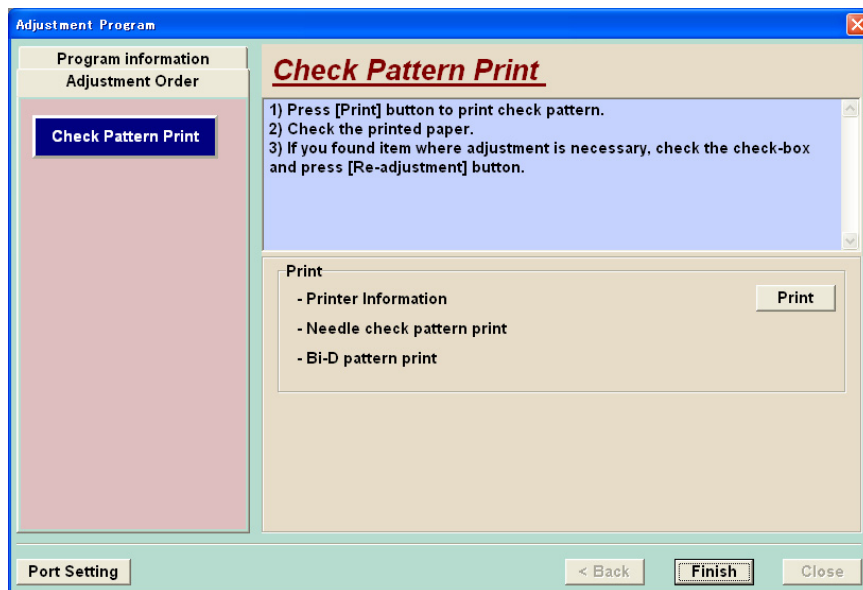 Adjustment Program
Program information
Adjustment Order
Check Pattern Print
Check Pattern Print
1) Press [Print] button to print check pattern.
2) Check the printed paper.
3) If you found item where adjustment is necessary, check the check-box
and press [Re-adjustment] button.
Print
- Printer Information
Print
- Needle check pattern print
- Bi-D pattern print
Port Setting
< Back
Finish
Close